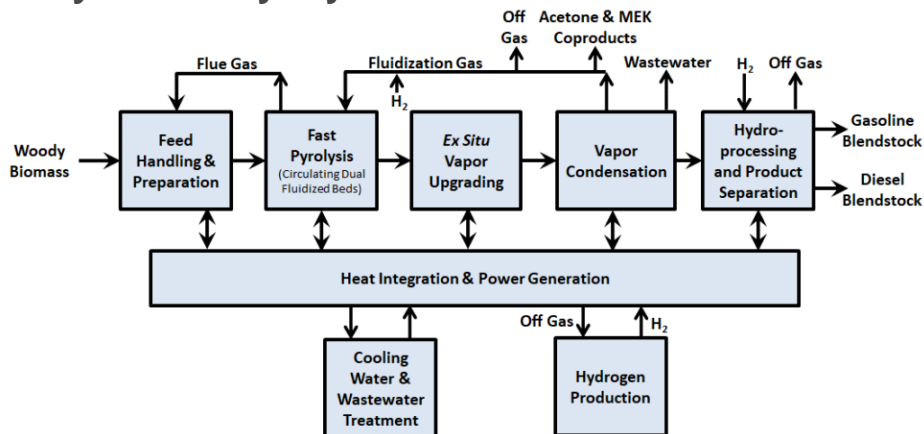 Off
Gas
Acetone & MEK
Coproducts
Flue Gas
Fluidization Gas
H2
Wastewater
H2
Off Gas
Woody
Biomass
Feed
Handling &
Preparation
Fast
Pyrolysis
(Circulating Dual
Fluidized Beds)
Ex Situ
Vapor
Upgrading
Vapor
Condensation
Hydro-
processing
and Product
Separation
Gasoline
Blendstock
Diesel
Blendstock
Heat Integration & Power Generation
Off Gas
H2
Cooling
Water &
Wastewater
Treatment
Hydrogen
Production